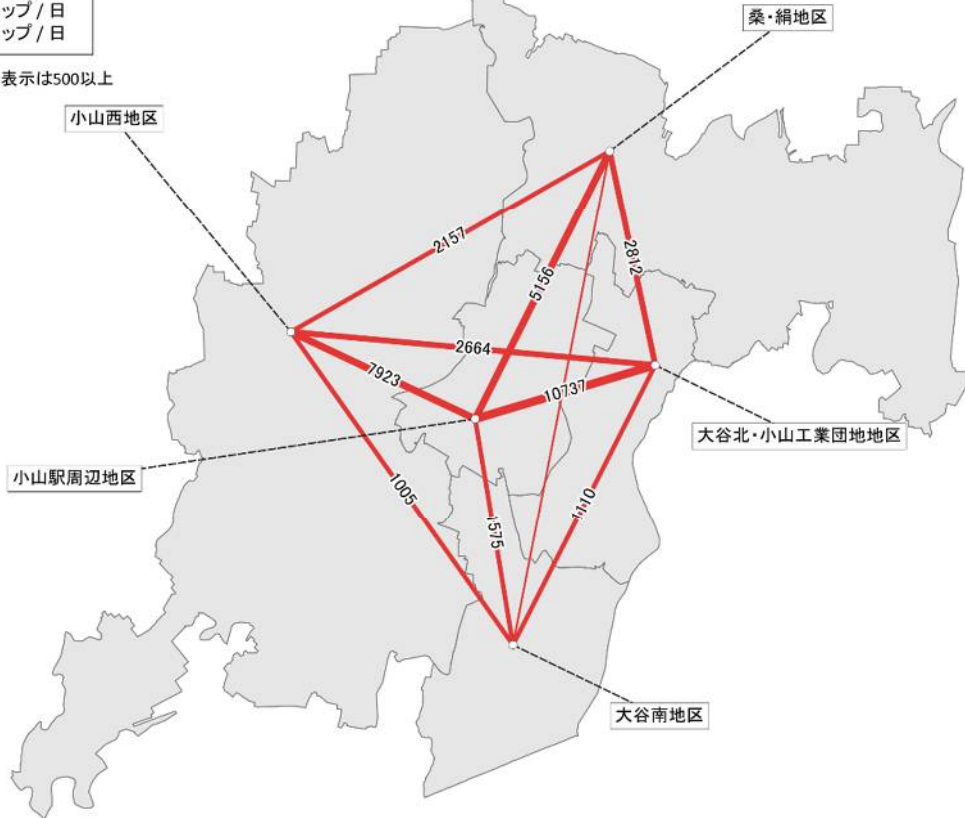 ップ / 日
ップ / 日
表示は500以上
桑・絹地区
小山西地区
2157
2812
5156
2664
7923
10737
大谷北・小山工業団地地区
小山駅周辺地区
1005
1110
1575
大谷南地区